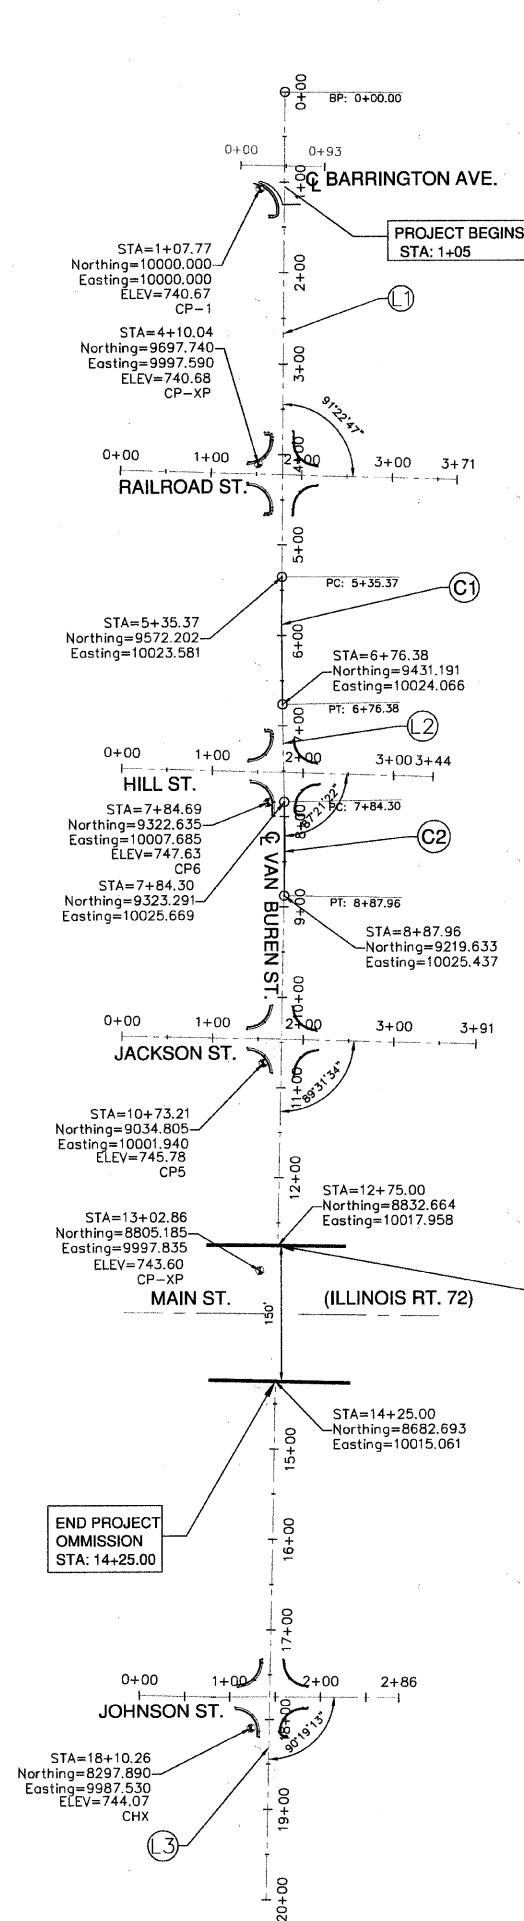 0+00
BP: 0+00.00
0+00
0+93
1+00
℄ BARRINGTON AVE.
PROJECT BEGINS
STA: 1+05
STA=1+07.77
Northing=10000.000
Easting=10000.000
ELEV=740.67
CP-1
2+00
L1
STA=4+10.04
Northing=9697.740
Easting=9997.590
ELEV=740.68
CP-XP
3+00
91°22'47"
0+00
1+00
2+00
3+00
3+71
4+00
RAILROAD ST.
5+00
PC: 5+35.37
C1
STA=5+35.37
Northing=9572.202
Easting=10023.581
6+00
STA=6+76.38
Northing=9431.191
Easting=10024.066
PT: 6+76.38
7+00
L2
0+00
1+00
2+00
3+00
3+44
HILL ST.
87°21'22"
PC: 7+84.30
STA=7+84.69
Northing=9322.635
Easting=10007.685
ELEV=747.63
CP6
8+00
C2
℄ VAN BUREN ST.
STA=7+84.30
Northing=9323.291
Easting=10025.669
PT: 8+87.96
9+00
STA=8+87.96
Northing=9219.633
Easting=10025.437
10+00
0+00
1+00
2+00
3+00
3+91
JACKSON ST.
89°31'34"
11+00
STA=10+73.21
Northing=9034.805
Easting=10001.940
ELEV=745.78
CP5
12+00
STA=12+75.00
Northing=8832.664
Easting=10017.958
STA=13+02.86
Northing=8805.185
Easting=9997.835
ELEV=743.60
CP-XP
MAIN ST.
150'
(ILLINOIS RT. 72)
STA=14+25.00
Northing=8682.693
Easting=10015.061
15+00
END PROJECT
OMMISSION
STA: 14+25.00
16+00
17+00
0+00
1+00
2+00
2+86
JOHNSON ST.
18+00
90°19'13"
STA=18+10.26
Northing=8297.890
Easting=9987.530
ELEV=744.07
CHX
19+00
L3
20+00